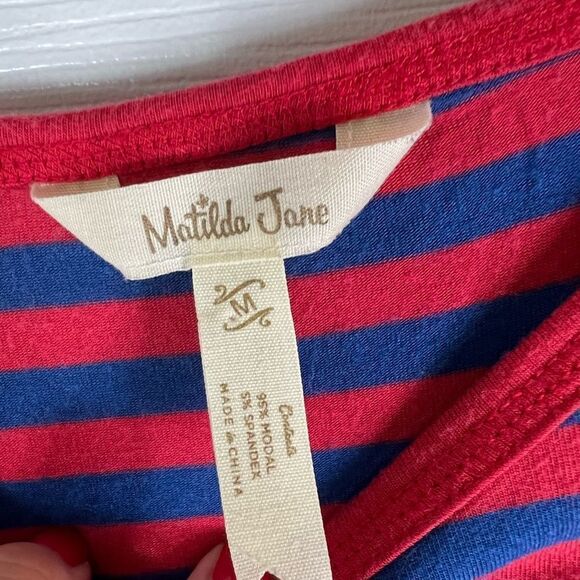 Matilda Jane
M
Contents
95% MODAL
5% SPANDEX
MADE in CHINA